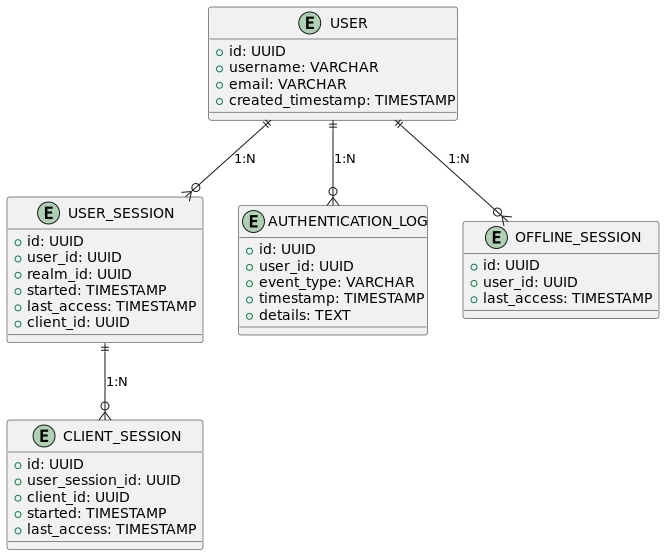 E USER
id: UUID
username: VARCHAR
email: VARCHAR
created_timestamp: TIMESTAMP
1:N
1:N
1:N
E USER_SESSION
id: UUID
user_id: UUID
realm_id: UUID
started: TIMESTAMP
last_access: TIMESTAMP
client_id: UUID
E AUTHENTICATION_LOG
id: UUID
user_id: UUID
event_type: VARCHAR
timestamp: TIMESTAMP
details: TEXT
E OFFLINE_SESSION
id: UUID
user_id: UUID
last_access: TIMESTAMP
1:N
E CLIENT_SESSION
id: UUID
user_session_id: UUID
client_id: UUID
started: TIMESTAMP
last_access: TIMESTAMP